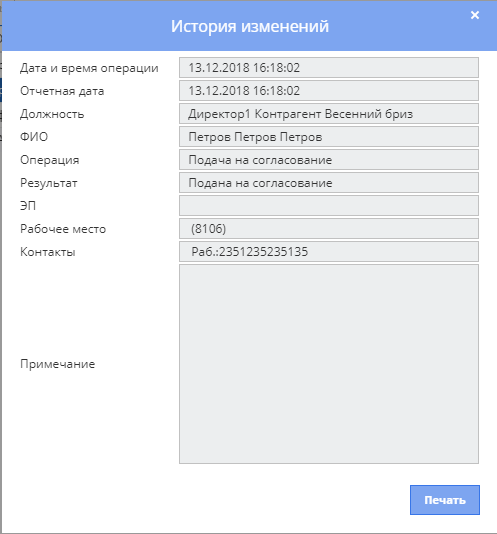 История изменений
×
Дата и время операции 13.12.2018 16:18:02
Отчетная дата 13.12.2018 16:18:02
Должность Директор1 Контрагент Весенний бриз
ФИО Петров Петров Петров
Операция Подача на согласование
Результат Подана на согласование
ЭП
Рабочее место (8106)
Контакты Раб.:2351235235135
Примечание
Печать